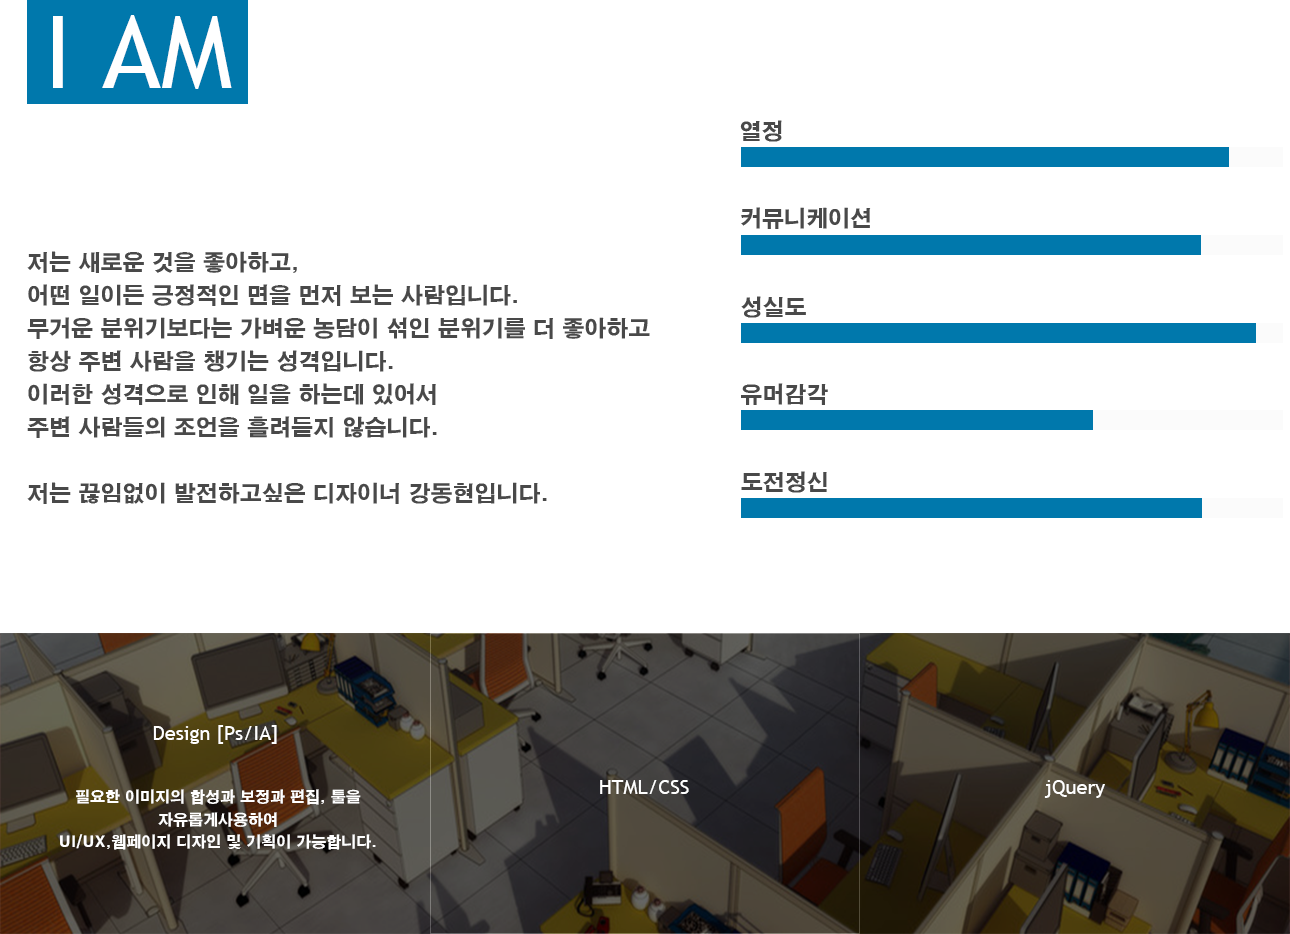 I AM
저는 새로운 것을 좋아하고,
어떤 일이든 긍정적인 면을 먼저 보는 사람입니다.
무거운 분위기보다는 가벼운 농담이 섞인 분위기를 더 좋아하고
항상 주변 사람을 챙기는 성격입니다.
이러한 성격으로 인해 일을 하는데 있어서
주변 사람들의 조언을 흘려듣지 않습니다.
저는 끊임없이 발전하고싶은 디자이너 강동현입니다.
열정
커뮤니케이션
성실도
유머감각
도전정신
Design [Ps/IA]
필요한 이미지의 합성과 보정과 편집, 툴을
자유롭게사용하여
UI/UX,웹페이지 디자인 및 기획이 가능합니다.
HTML/CSS
jQuery